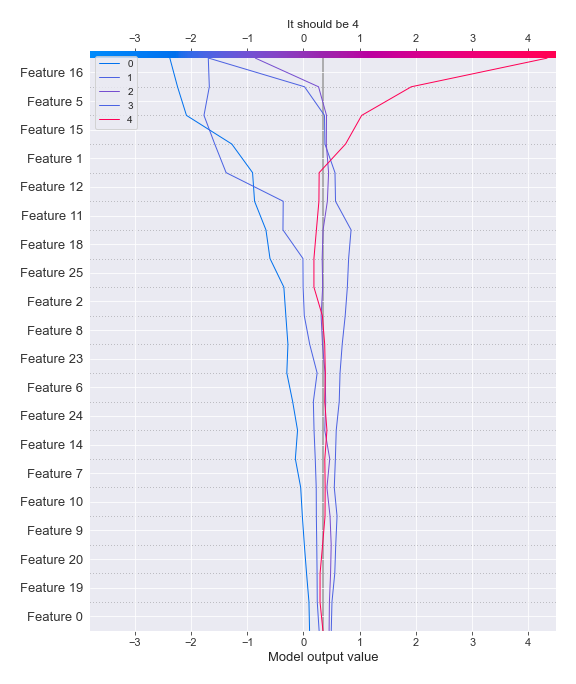 It should be 4
−3 −2 −1 0 1 2 3 4
0
1
2
3
4
Feature 16
Feature 5
Feature 15
Feature 1
Feature 12
Feature 11
Feature 18
Feature 25
Feature 2
Feature 8
Feature 23
Feature 6
Feature 24
Feature 14
Feature 7
Feature 10
Feature 9
Feature 20
Feature 19
Feature 0
−3 −2 −1 0 1 2 3 4
Model output value